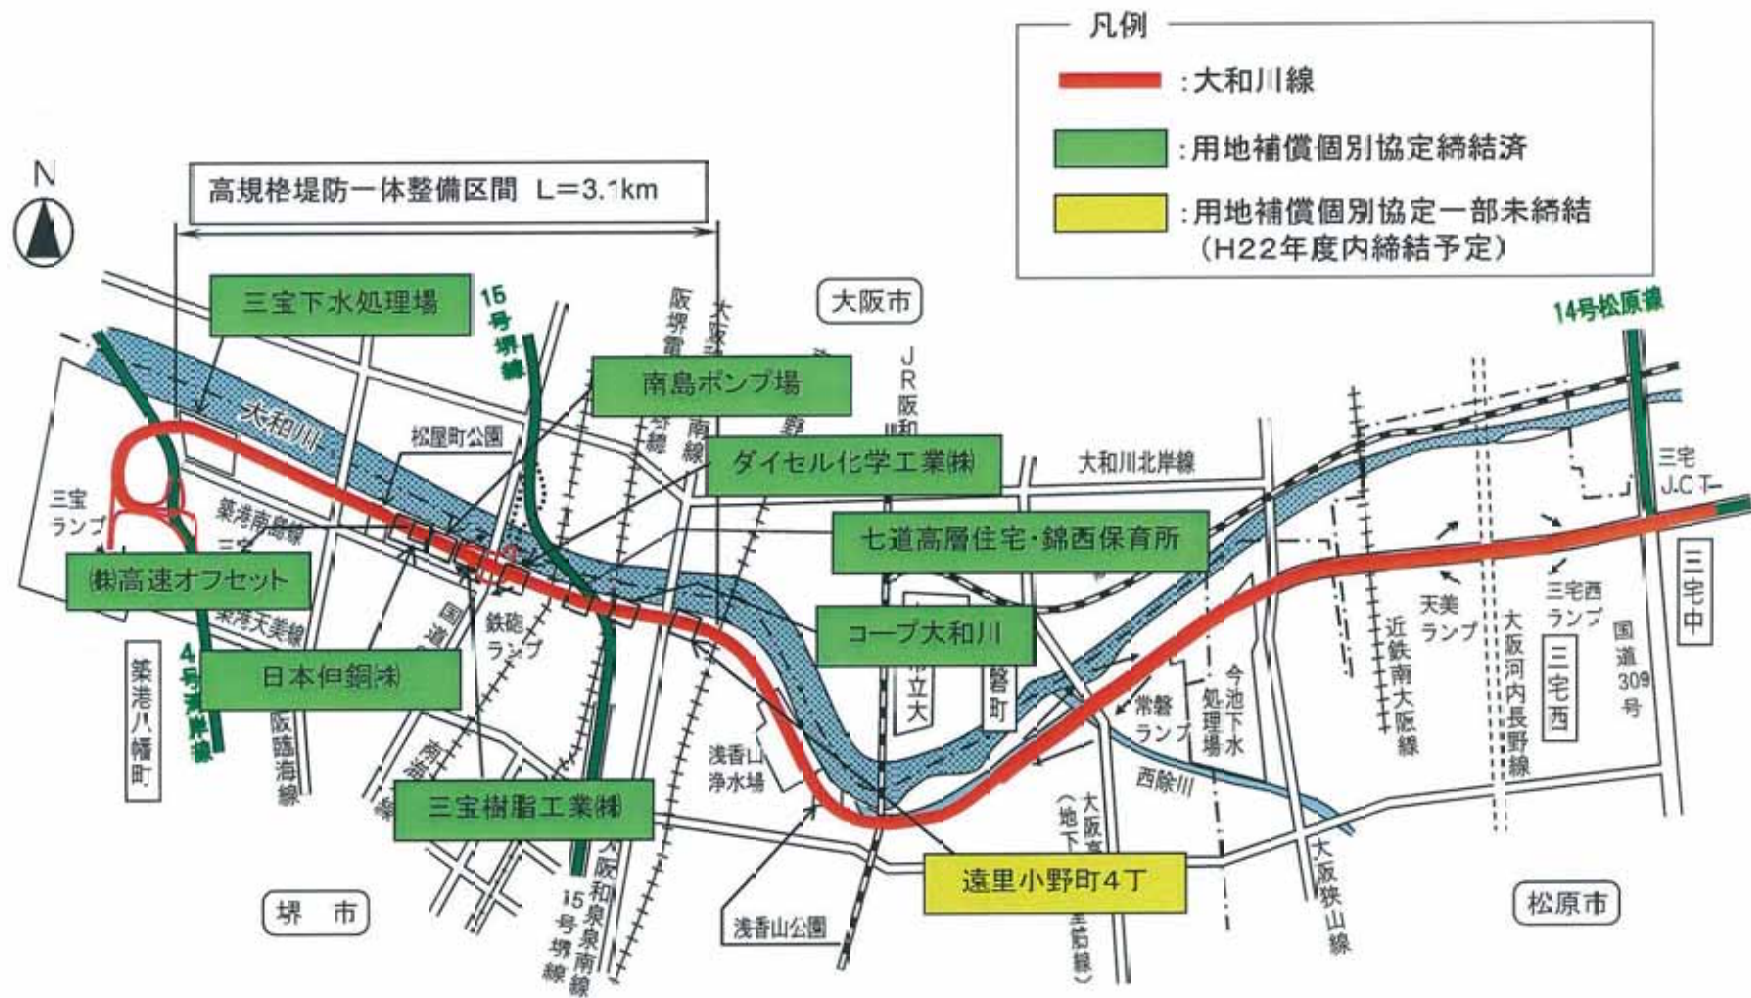 凡例
:大和川線
:用地補償個別協定締結済
:用地補償個別協定一部未締結
(H22年度内締結予定)
N
高規格堤防一体整備区間 L=3.1km
三宝下水処理場
15号堺線
大阪市
14号松原線
南島ポンプ場
JR阪和
大和川
松屋町公園
ダイセル化学工業㈱
大和川北岸線
三宅
J.C.T
三宝
ランプ
築港南島線
七道高層住宅・錦西保育所
㈱高速オフセット
築港天美線
国道
鉄砲
ランプ
コープ大和川
市立大
磐町
天美
ランプ
三宅西
ランプ
三宅中
築港八幡町
4号湾岸線
日本伸銅㈱
阪臨海線
常磐
ランプ
今池下水
処理場
近鉄南大阪線
大阪河内長野線
三宅西
国道309号
浅香山
浄水場
西除川
三宝樹脂工業㈱
遠里小野町4丁
大阪狭山線
堺 市
15号堺線
大阪和泉泉南線
浅香山公園
松原市